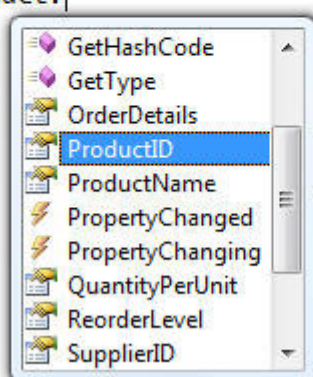 GetHashCode
GetType
OrderDetails
ProductID
ProductName
PropertyChanged
PropertyChanging
QuantityPerUnit
ReorderLevel
SupplierID